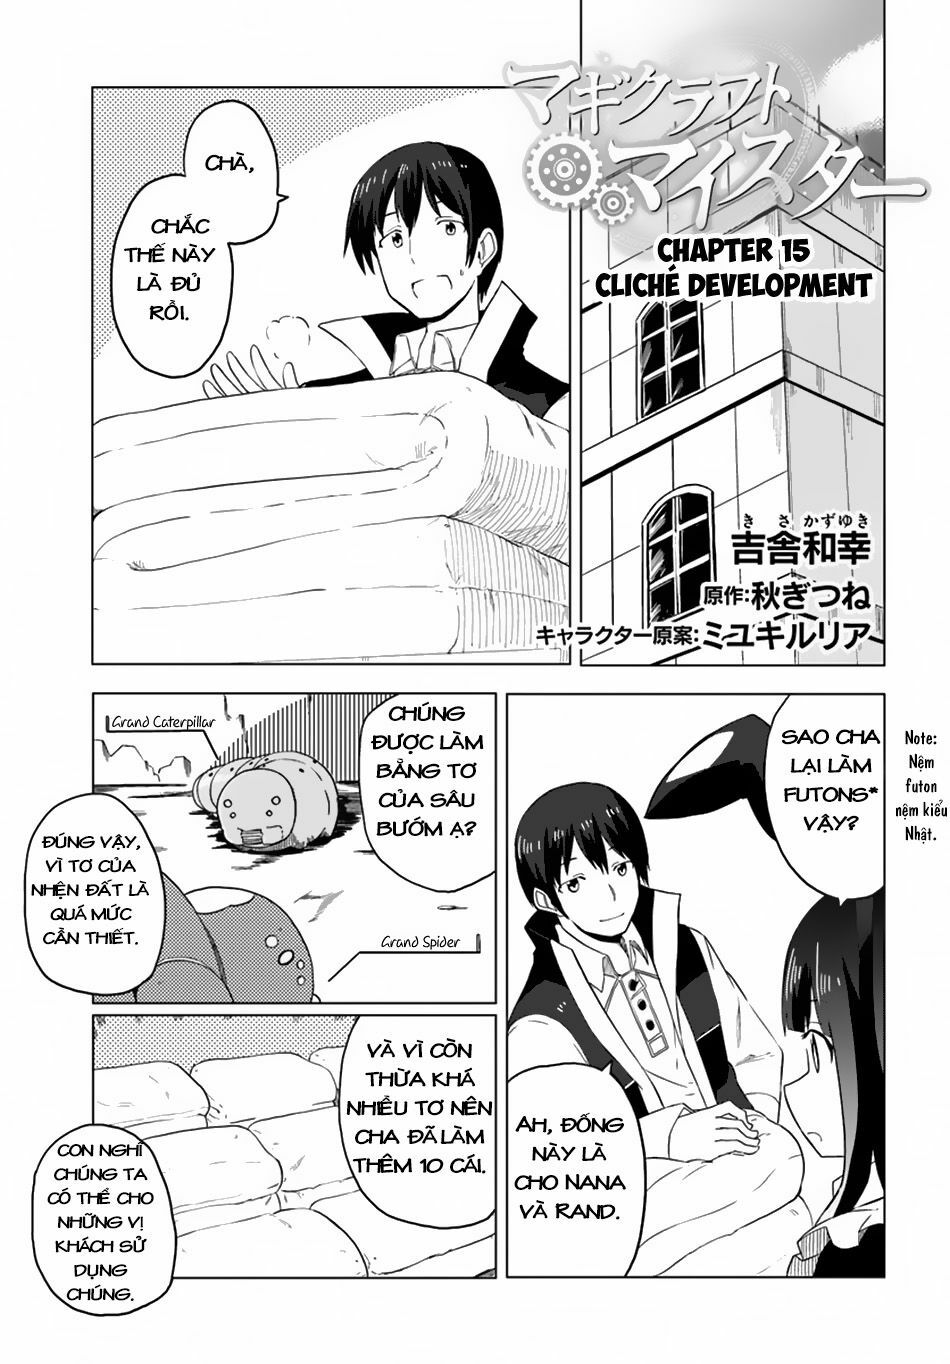 マギクラフト
マイスター
CHAPTER 15
CLICHÉ DEVELOPMENT
CHÀ,
CHẮC
THẾ NÀY
LÀ ĐỦ
RỒI.
きさ かずゆき
吉舎和幸
原作:秋ぎつね
キャラクター原案:ミユキルリア
SAO CHA
LẠI LÀM
FUTONS*
VẬY?
Note:
Nệm
futon
nệm kiểu
Nhật.
AH, ĐỐNG
NÀY LÀ
CHO NANA
VÀ RAND.
CHÚNG
ĐƯỢC LÀM
BẰNG TƠ
CỦA SÂU
BƯỚM Ạ?
Grand Caterpillar
ĐÚNG VẬY,
VÌ TƠ CỦA
NHỆN ĐẤT LÀ
QUÁ MỨC
CẦN THIẾT.
Grand Spider
VÀ VÌ CÒN
THỪA KHÁ
NHIỀU TƠ NÊN
CHA ĐÃ LÀM
THÊM 10 CÁI.
CON NGHĨ
CHÚNG TA
CÓ THỂ CHO
NHỮNG VỊ
KHÁCH SỬ
DỤNG
CHÚNG.